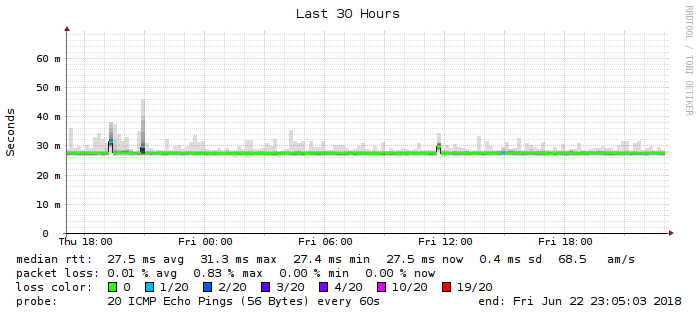 Last 30 Hours
RRDTOOL / TOBI OETIKER
Seconds
60 m
50 m
40 m
30 m
20 m
10 m
0
Thu 18:00 Fri 00:00 Fri 06:00 Fri 12:00 Fri 18:00
median rtt: 27.5 ms avg 31.3 ms max 27.4 ms min 27.5 ms now 0.4 ms sd 68.5 am/s
packet loss: 0.01 % avg 0.83 % max 0.00 % min 0.00 % now
loss color: 0 1/20 2/20 3/20 4/20 10/20 19/20
probe: 20 ICMP Echo Pings (56 Bytes) every 60s end: Fri Jun 22 23:05:03 2018